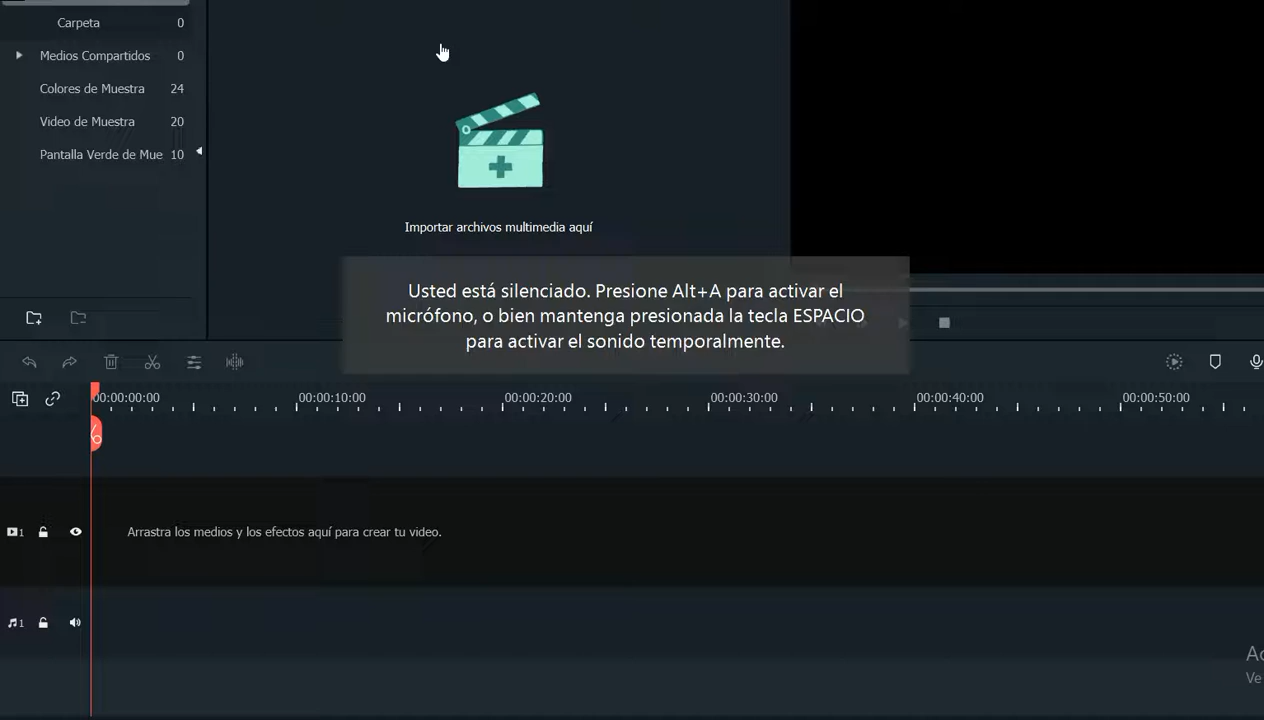 Carpeta 0
Medios Compartidos 0
Colores de Muestra 24
Video de Muestra 20
Pantalla Verde de Mue 10
Importar archivos multimedia aquí
Usted está silenciado. Presione Alt+A para activar el
micrófono, o bien mantenga presionada la tecla ESPACIO
para activar el sonido temporalmente.
00:00:00:00 00:00:10:00 00:00:20:00 00:00:30:00 00:00:40:00 00:00:50:00
1
Arrastra los medios y los efectos aquí para crear tu video.
1
Ve